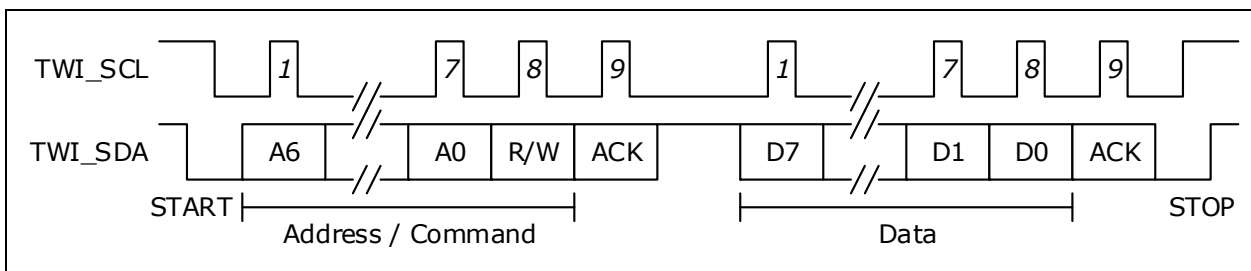 TWI_SCL 1 7 8 9 1 7 8 9
TWI_SDA A6 A0 R/W ACK D7 D1 D0 ACK
START STOP
Address / Command Data